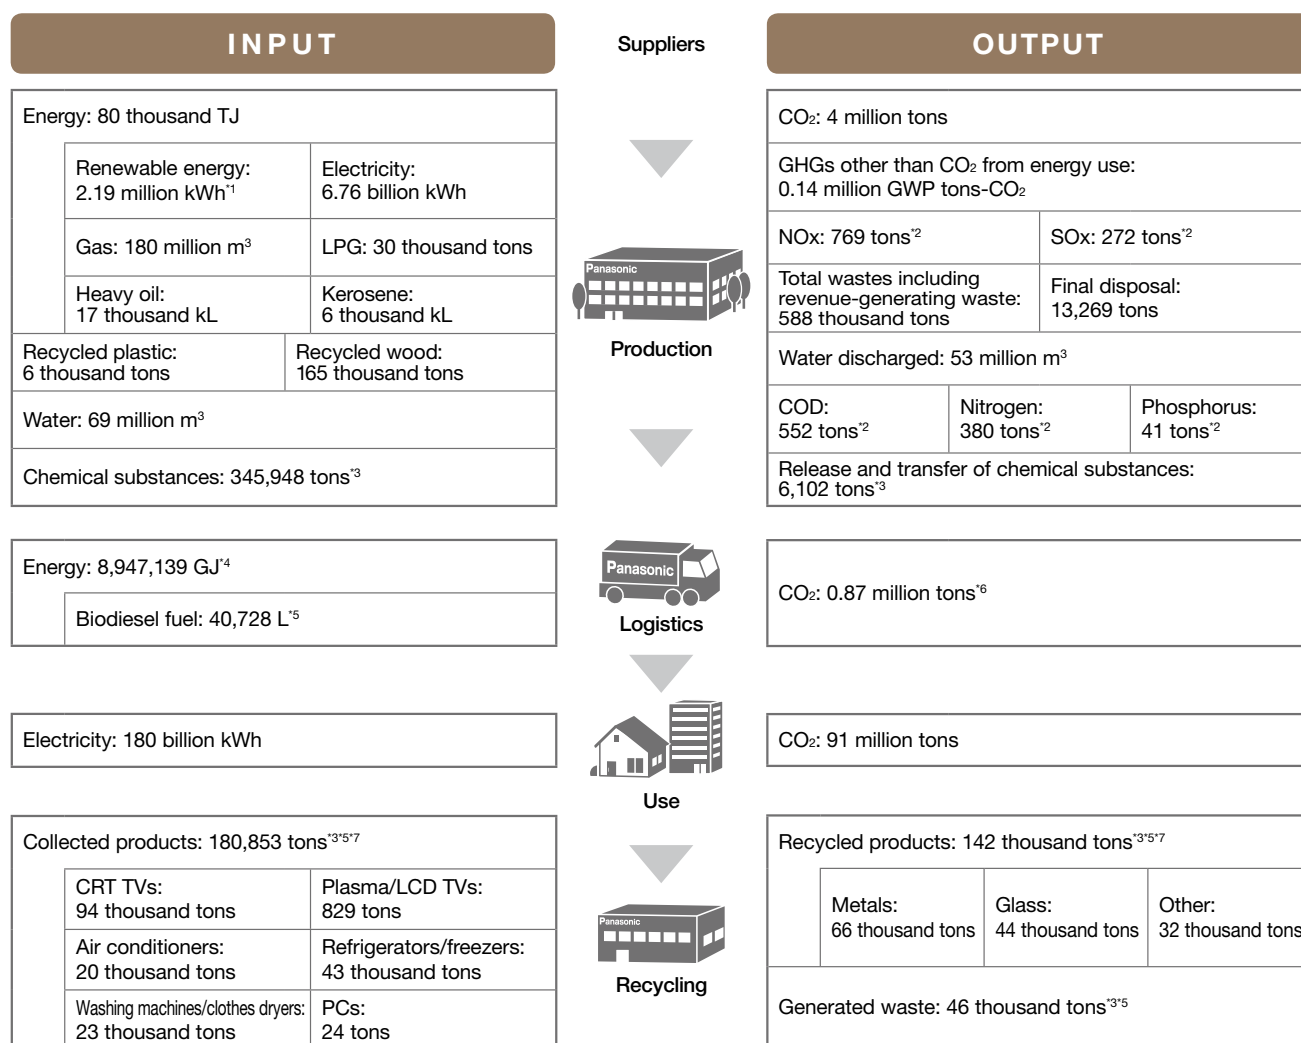 INPUT
Suppliers
OUTPUT
Energy: 80 thousand TJ
Renewable energy:
2.19 million kWh*1
Electricity:
6.76 billion kWh
Gas: 180 million m³
LPG: 30 thousand tons
Heavy oil:
17 thousand kL
Kerosene:
6 thousand kL
Recycled plastic:
6 thousand tons
Recycled wood:
165 thousand tons
Water: 69 million m³
Chemical substances: 345,948 tons*3
Panasonic
Production
CO₂: 4 million tons
GHGs other than CO₂ from energy use:
0.14 million GWP tons-CO₂
NOx: 769 tons*2
SOx: 272 tons*2
Total wastes including
revenue-generating waste:
588 thousand tons
Final disposal:
13,269 tons
Water discharged: 53 million m³
COD:
552 tons*2
Nitrogen:
380 tons*2
Phosphorus:
41 tons*2
Release and transfer of chemical substances:
6,102 tons*3
Energy: 8,947,139 GJ*4
Biodiesel fuel: 40,728 L*5
Panasonic
Logistics
CO₂: 0.87 million tons*6
Electricity: 180 billion kWh
Use
CO₂: 91 million tons
Collected products: 180,853 tons*3*5*7
CRT TVs:
94 thousand tons
Plasma/LCD TVs:
829 tons
Air conditioners:
20 thousand tons
Refrigerators/freezers:
43 thousand tons
Washing machines/clothes dryers:
23 thousand tons
PCs:
24 tons
Panasonic
Recycling
Recycled products: 142 thousand tons*3*5*7
Metals:
66 thousand tons
Glass:
44 thousand tons
Other:
32 thousand tons
Generated waste: 46 thousand tons*3*5